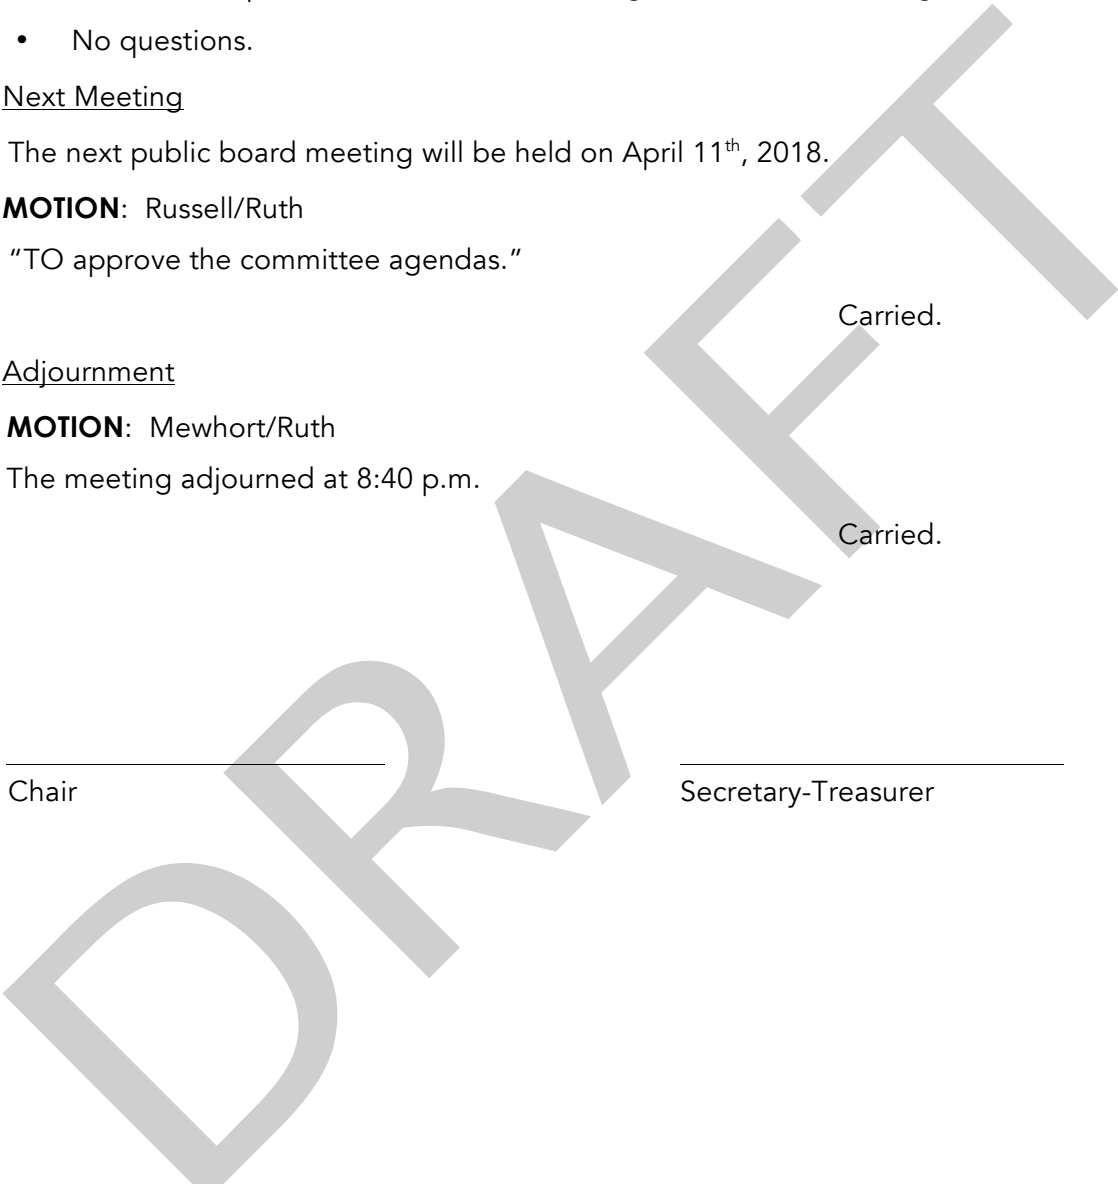 • No questions.
Next Meeting
The next public board meeting will be held on April 11th, 2018.
MOTION: Russell/Ruth
“TO approve the committee agendas.”
Carried.
Adjournment
MOTION: Mewhort/Ruth
The meeting adjourned at 8:40 p.m.
Carried.
Chair Secretary-Treasurer
DRAFT